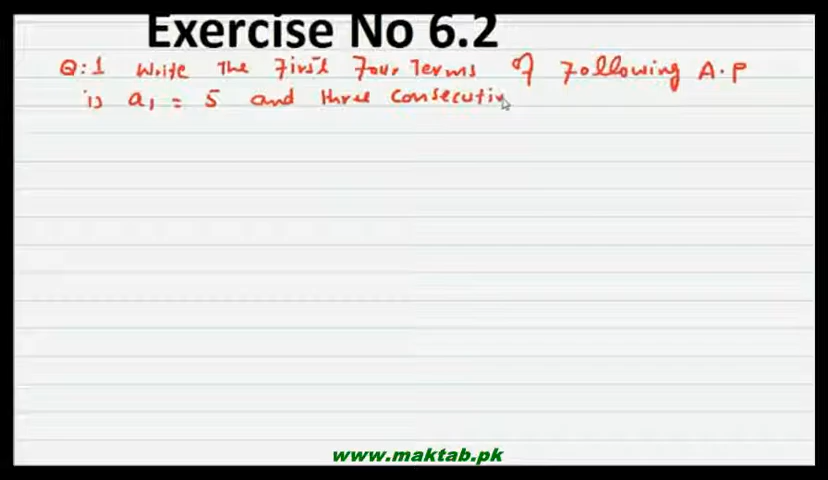 Exercise No 6.2
Q:1 Write The First Four Terms of Following A.P
is a₁ = 5 and three consecutiv
www.maktab.pk